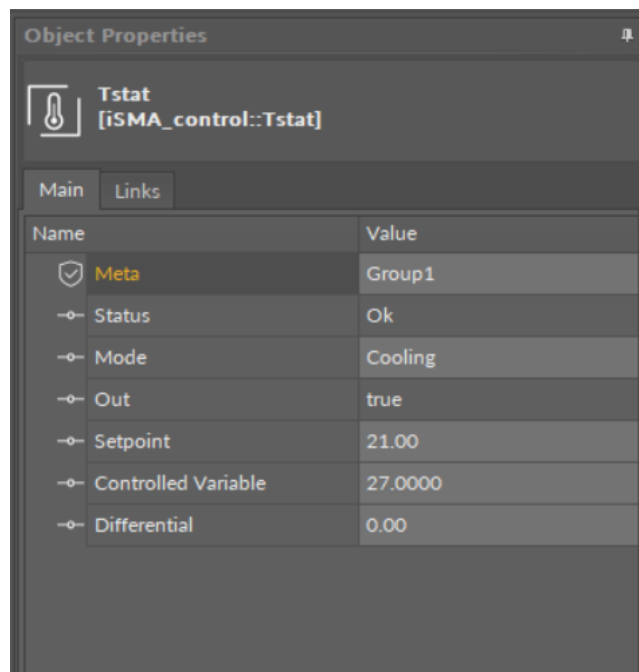 Object Properties
Tstat
[iSMA_control::Tstat]
Main Links
Name Value
Meta Group1
Status Ok
Mode Cooling
Out true
Setpoint 21.00
Controlled Variable 27.0000
Differential 0.00